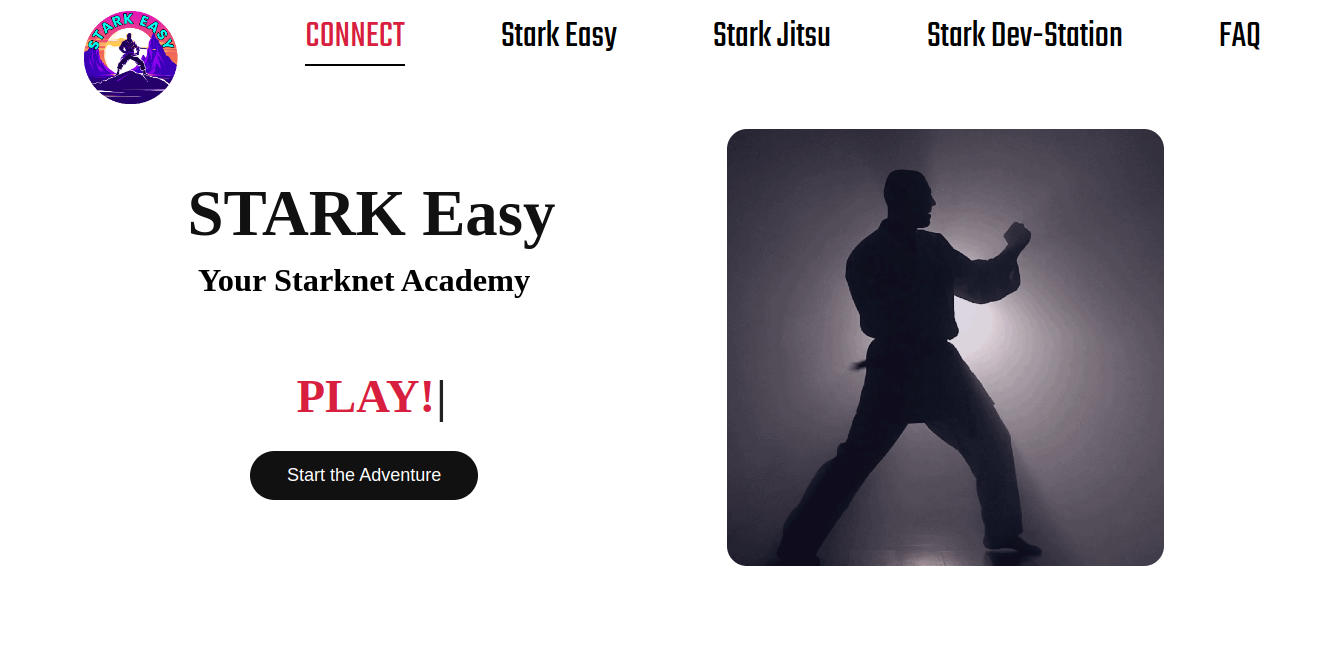 STARK EASY
CONNECT
Stark Easy
Stark Jitsu
Stark Dev-Station
FAQ
STARK Easy
Your Starknet Academy
PLAY!|
Start the Adventure